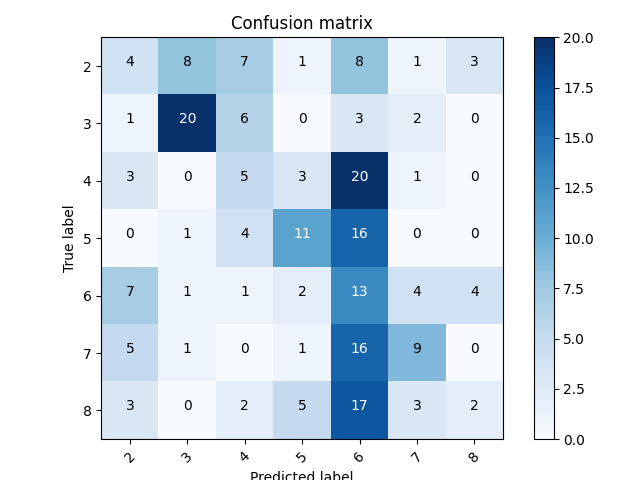 Confusion matrix
2 4 8 7 1 8 1 3
3 1 20 6 0 3 2 0
4 3 0 5 3 20 1 0
5 0 1 4 11 16 0 0
6 7 1 1 2 13 4 4
7 5 1 0 1 16 9 0
8 3 0 2 5 17 3 2
2 3 4 5 6 7 8
True label
Predicted label
20.0
17.5
15.0
12.5
10.0
7.5
5.0
2.5
0.0